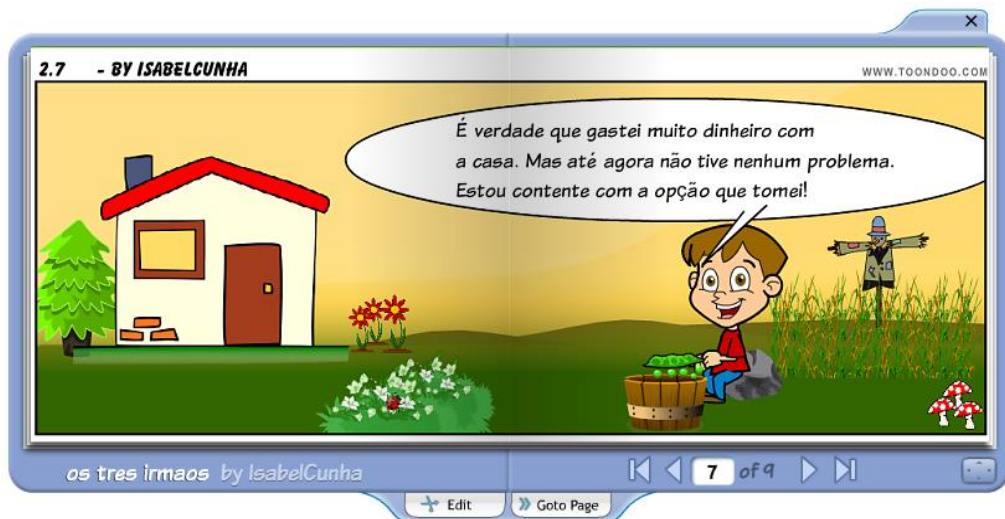 2.7 - BY ISABELCUNHA
WWW.TOONDOO.COM
É verdade que gastei muito dinheiro com
a casa. Mas até agora não tive nenhum problema.
Estou contente com a opção que tomei!
os tres irmaos by IsabelCunha
7 of 9
Edit
Goto Page